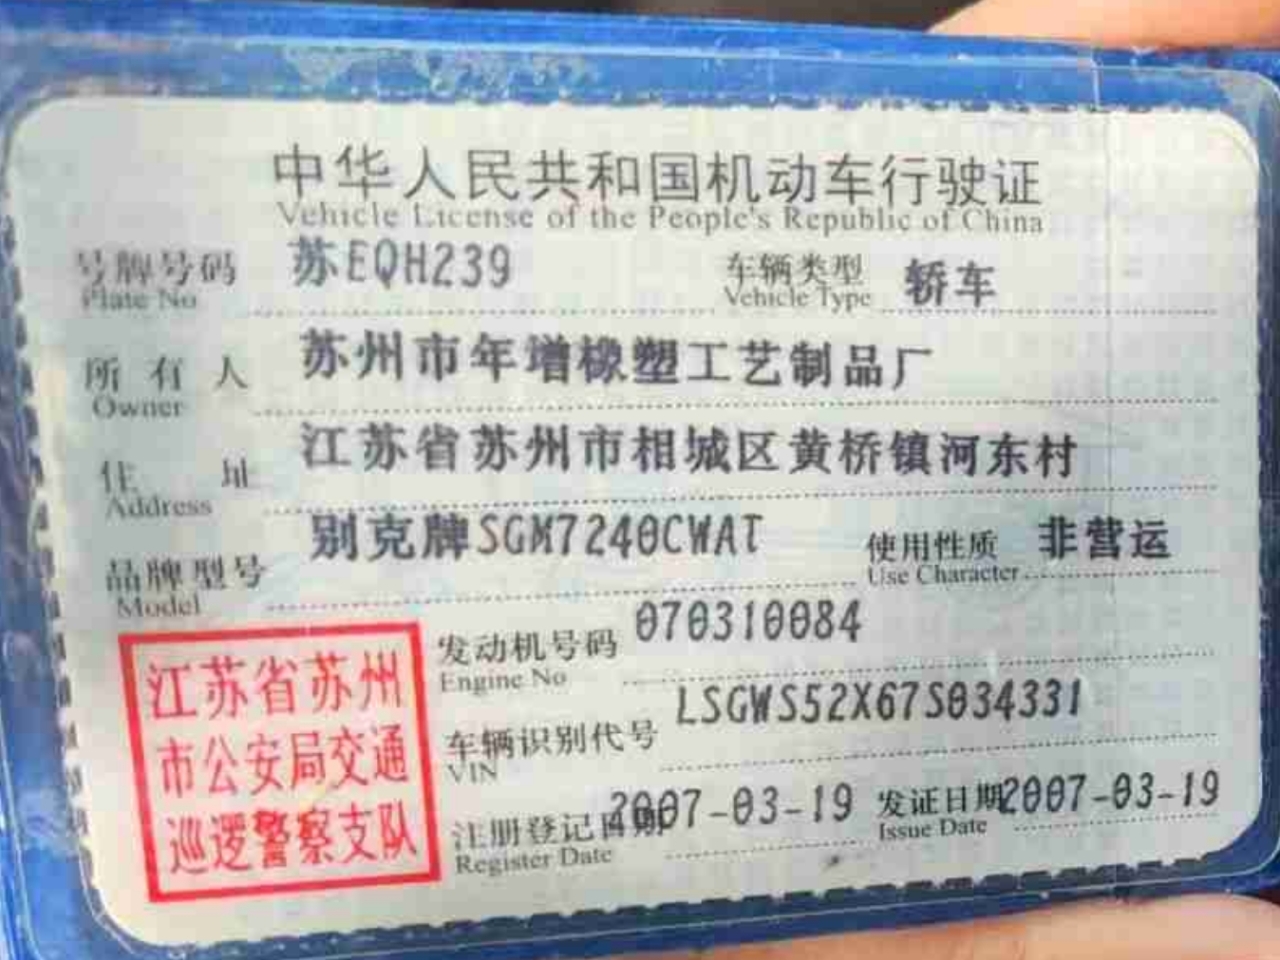 中华人民共和国机动车行驶证
Vehicle License of the People's Republic of China
号牌号码 苏EQH239 车辆类型 轿车
Plate No Vehicle Type
所有人 苏州市年增橡塑工艺制品厂
Owner
住址 江苏省苏州市相城区黄桥镇河东村
Address
品牌型号 别克牌SGM7240CWAT 使用性质 非营运
Model Use Character
发动机号码 070310084
Engine No
车辆识别代号 LSGWS52X67S034331
VIN
注册登记日期 2007-03-19 发证日期 2007-03-19
Register Date Issue Date
江苏省苏州
市公安局交通
巡逻警察支队